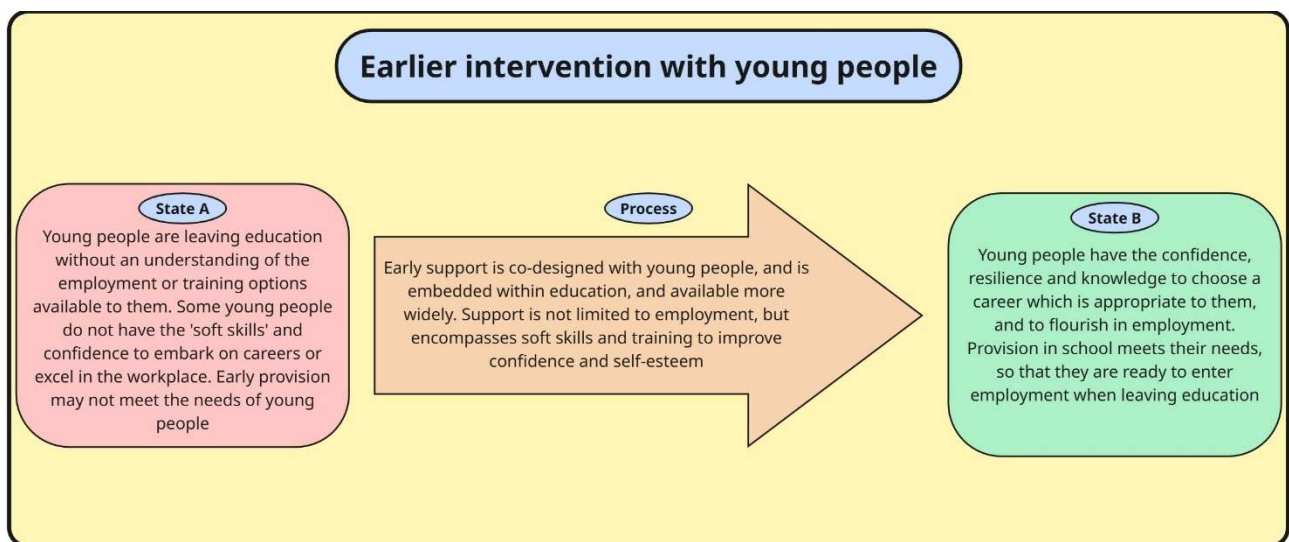 Earlier intervention with young people
State A
Young people are leaving education
without an understanding of the
employment or training options
available to them. Some young people
do not have the 'soft skills' and
confidence to embark on careers or
excel in the workplace. Early provision
may not meet the needs of young
people
Process
Early support is co-designed with young people, and is
embedded within education, and available more
widely. Support is not limited to employment, but
encompasses soft skills and training to improve
confidence and self-esteem
State B
Young people have the confidence,
resilience and knowledge to choose a
career which is appropriate to them,
and to flourish in employment.
Provision in school meets their needs,
so that they are ready to enter
employment when leaving education